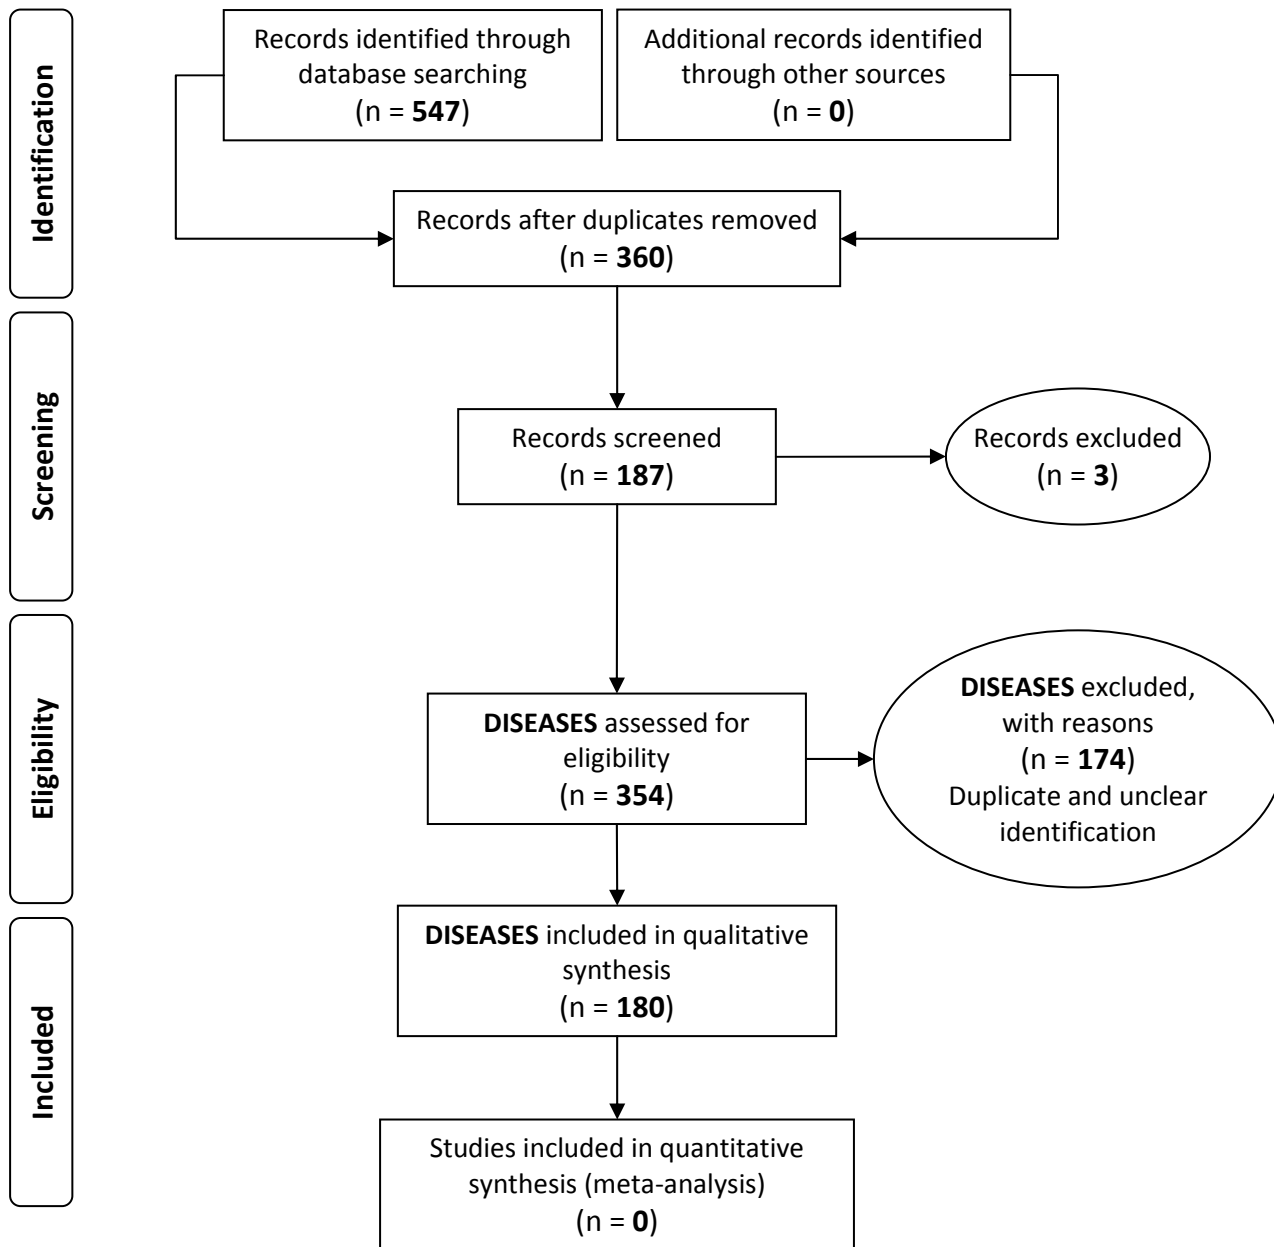 Identification
Records identified through
database searching
(n = 547)
Additional records identified
through other sources
(n = 0)
Records after duplicates removed
(n = 360)
Screening
Records screened
(n = 187)
Records excluded
(n = 3)
Eligibility
DISEASES assessed for
eligibility
(n = 354)
DISEASES excluded,
with reasons
(n = 174)
Duplicate and unclear
identification
Included
DISEASES included in qualitative
synthesis
(n = 180)
Studies included in quantitative
synthesis (meta-analysis)
(n = 0)